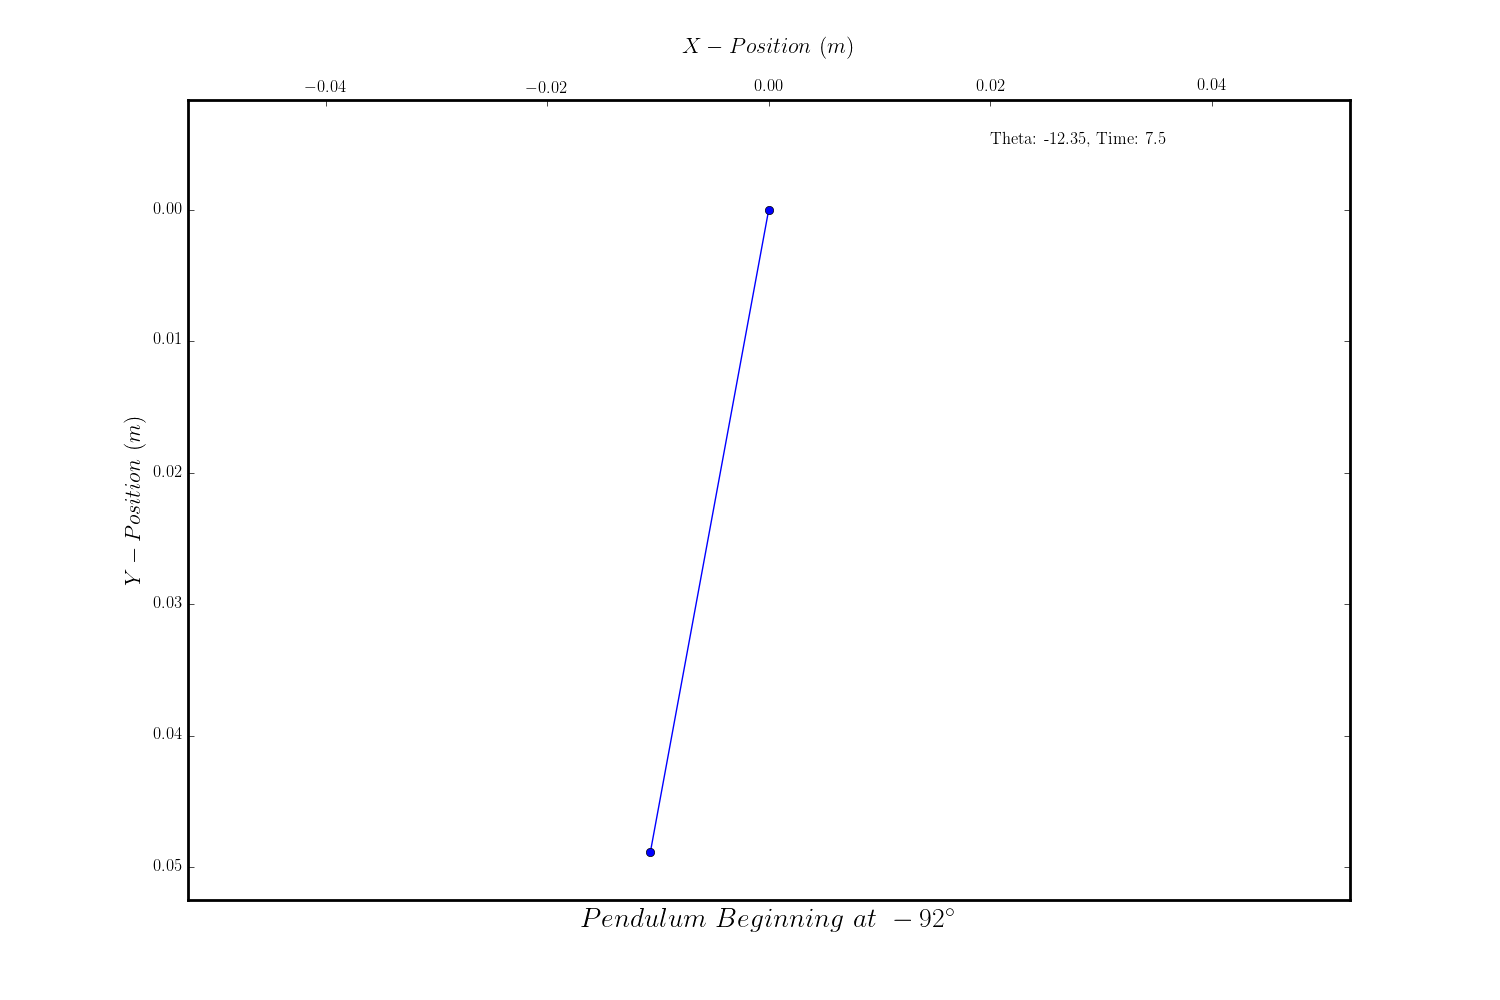 X − Position (m)
−0.04 −0.02 0.00 0.02 0.04
Theta: -12.35, Time: 7.5
0.00
0.01
0.02
0.03
0.04
0.05
Y − Position (m)
Pendulum Beginning at − 92°